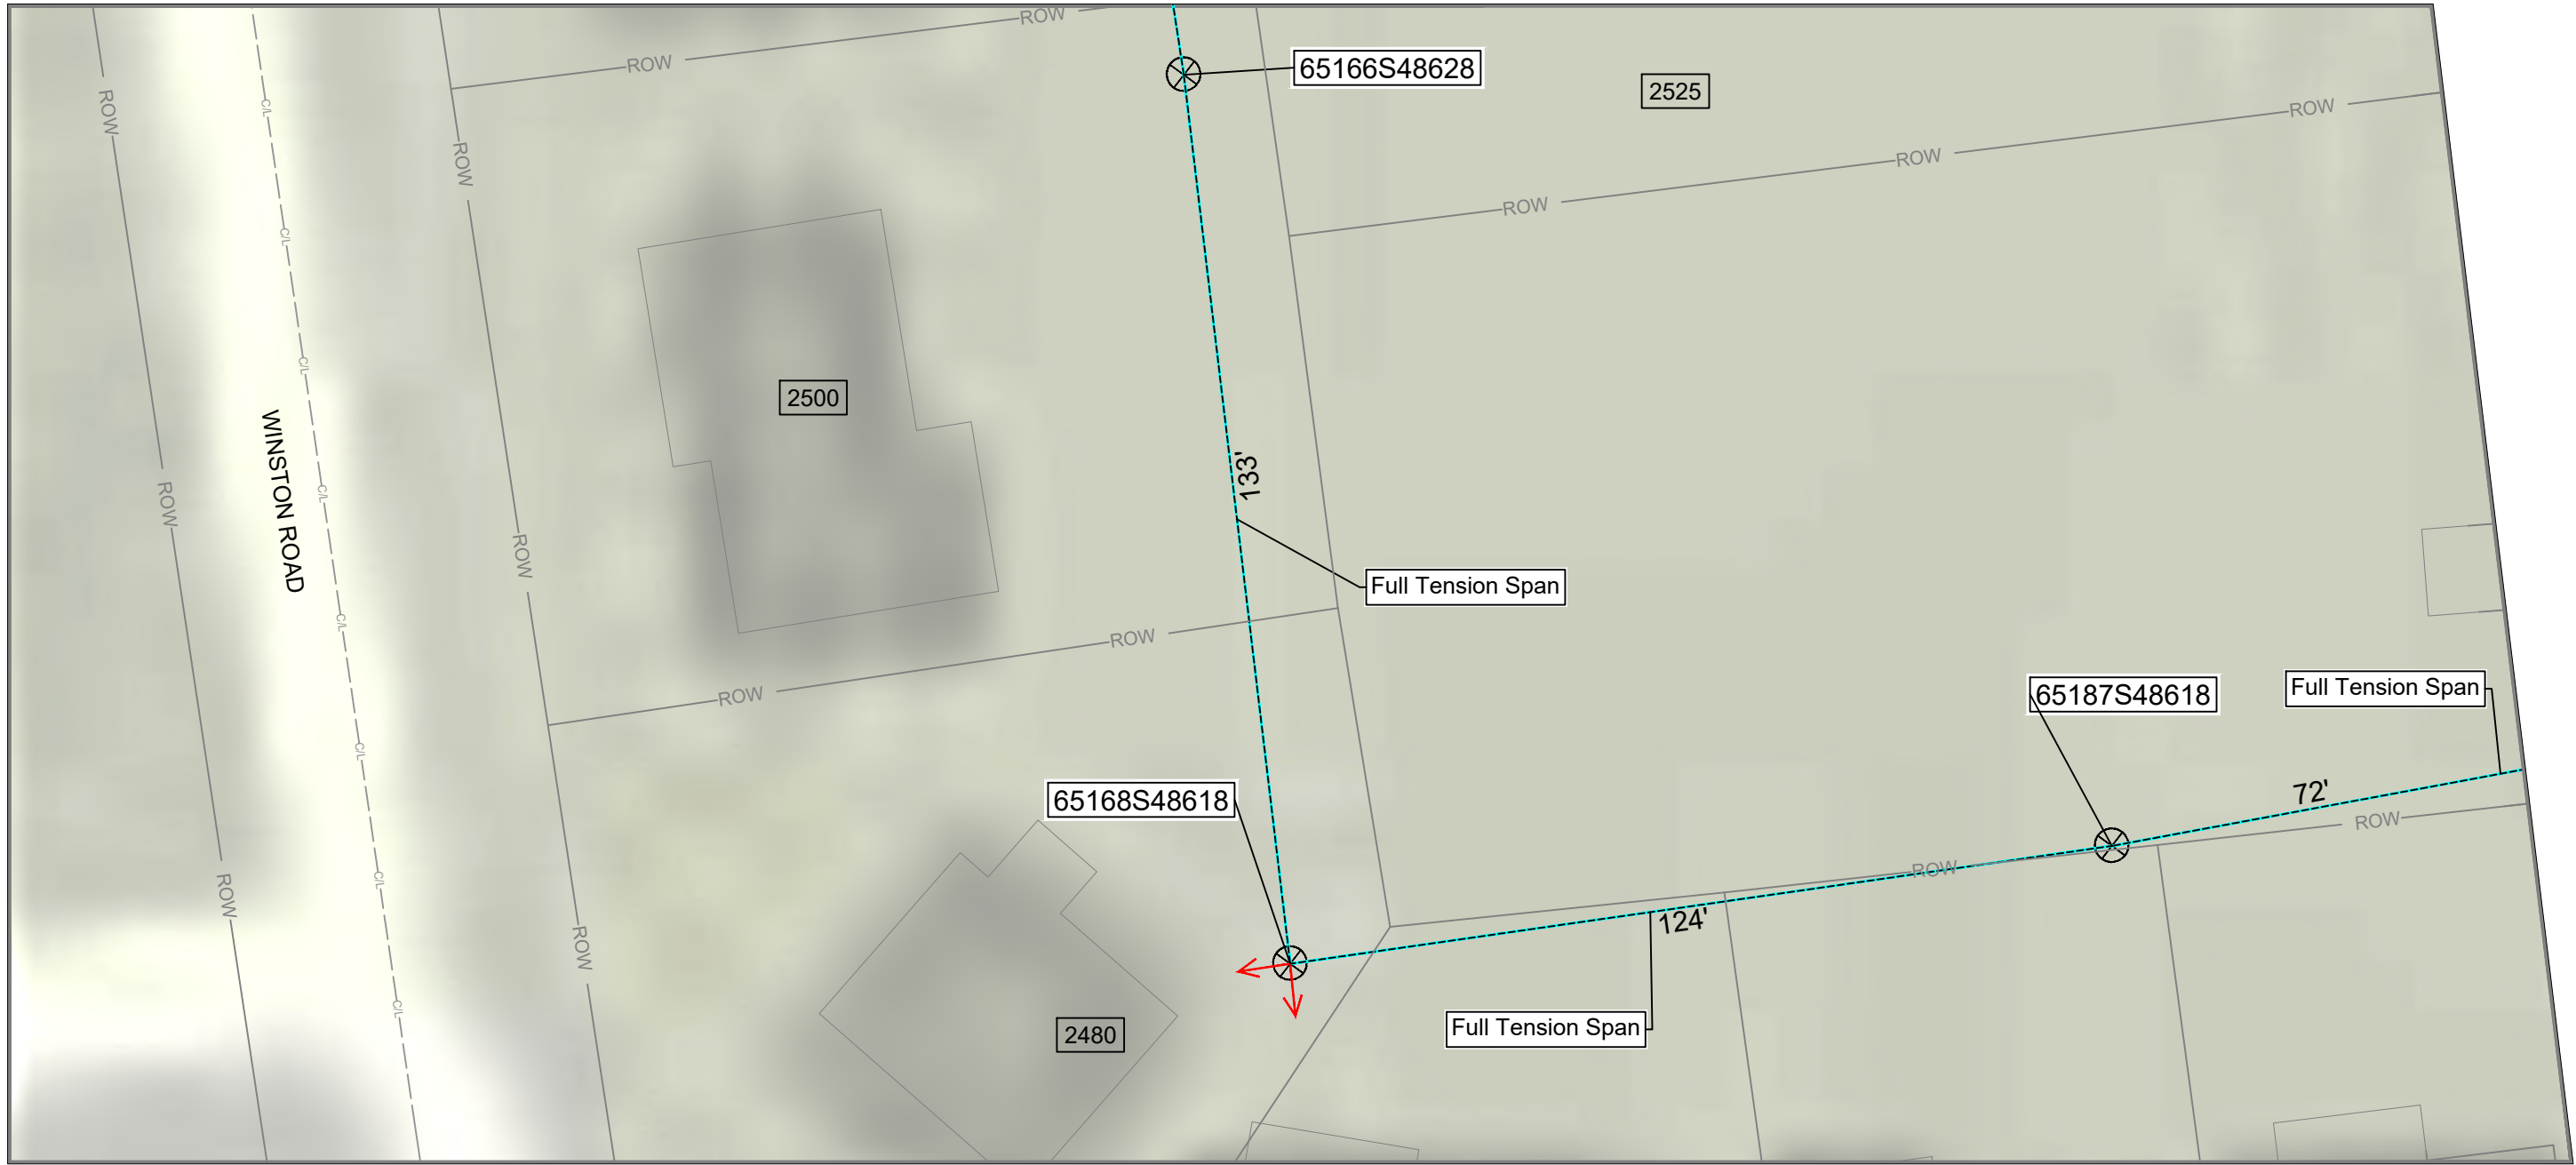 ROW
ROW
65166S48628
2525
ROW
C/L
ROW
ROW
ROW
ROW
ROW
C/L
C/L
2500
WINSTON ROAD
133'
ROW
C/L
ROW
Full Tension Span
C/L
ROW
ROW
65187S48618
Full Tension Span
C/L
65168S48618
72'
ROW
ROW
C/L
ROW
124'
ROW
C/L
2480
Full Tension Span